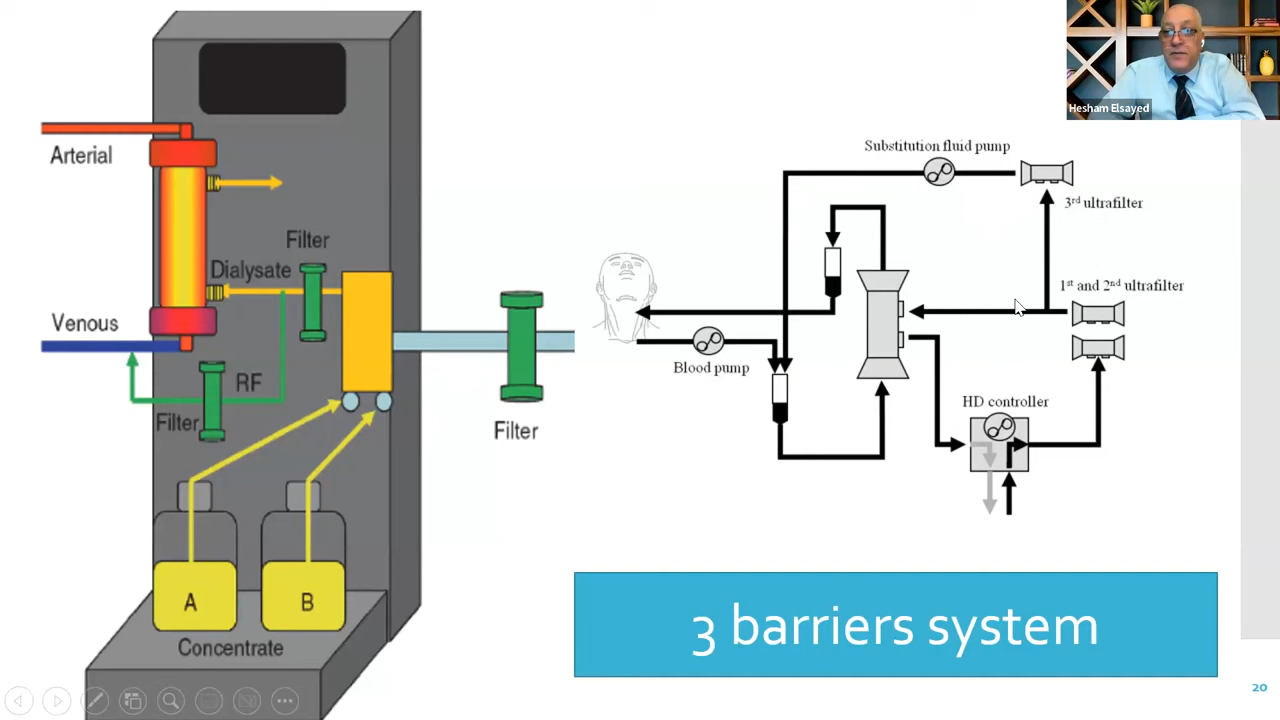 Hesham Elsayed
Arterial
Filter
Dialysate
Venous
RF
Filter
Filter
A
B
Concentrate
Substitution fluid pump
3rd ultrafilter
1st and 2nd ultrafilter
Blood pump
HD controller
3 barriers system
20